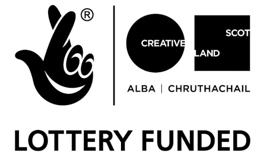 ®
CREATIVE
SCOT
LAND
ALBA | CHRUTHACHAIL
LOTTERY FUNDED